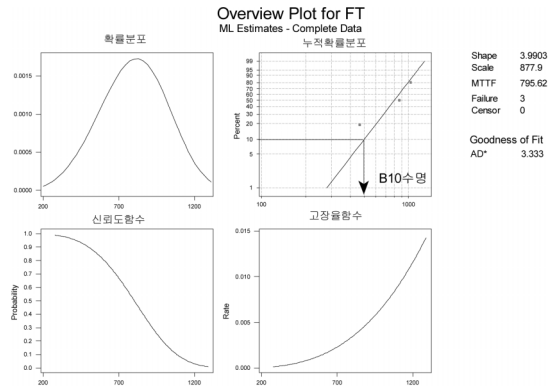 Overview Plot for FT
ML Estimates - Complete Data
확률분포
누적확률분포
0.0015
0.0010
0.0005
0.0000
200
700
1200
Percent
99
95
90
80
70
60
50
40
30
20
10
5
1
B10수명
100
1000
Shape 3.9903
Scale 877.9
MTTF 795.62
Failure 3
Censor 0
Goodness of Fit
AD* 3.333
신뢰도함수
고장율함수
Probability
1.0
0.9
0.8
0.7
0.6
0.5
0.4
0.3
0.2
0.1
0.0
200
700
1200
Rate
0.015
0.010
0.005
0.000
200
700
1200